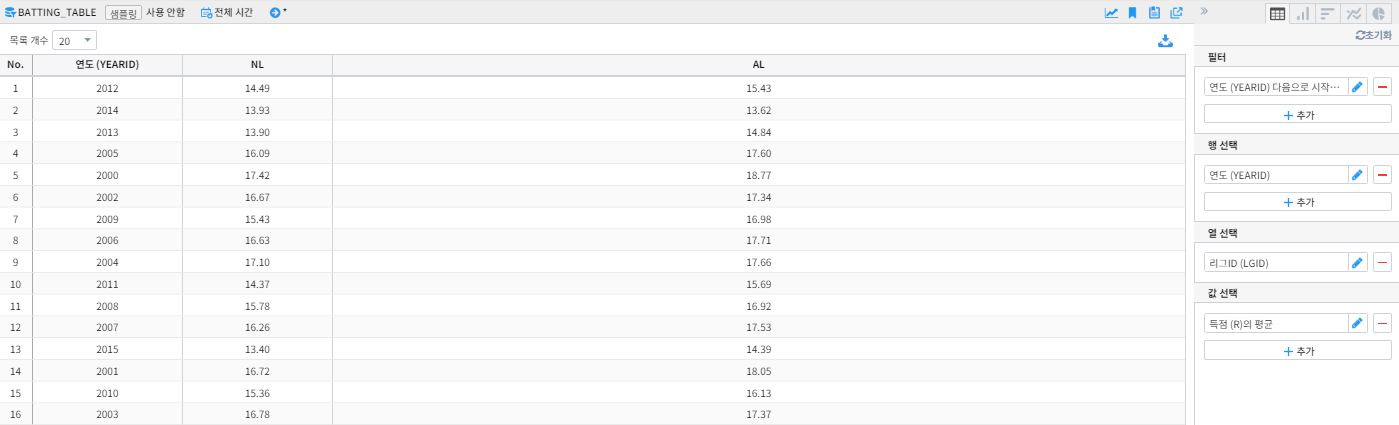 BATTING_TABLE 샘플링 사용 안함 전체 시간 *
목록 개수 20
No. 연도 (YEARID) NL AL
1 2012 14.49 15.43
2 2014 13.93 13.62
3 2013 13.90 14.84
4 2005 16.09 17.60
5 2000 17.42 18.77
6 2002 16.67 17.34
7 2009 15.43 16.98
8 2006 16.63 17.71
9 2004 17.10 17.66
10 2011 14.37 15.69
11 2008 15.78 16.92
12 2007 16.26 17.53
13 2015 13.40 14.39
14 2001 16.72 18.05
15 2010 15.36 16.13
16 2003 16.78 17.37
초기화
필터
연도 (YEARID) 다음으로 시작…
추가
행 선택
연도 (YEARID)
추가
열 선택
리그ID (LGID)
값 선택
득점 (R)의 평균
추가